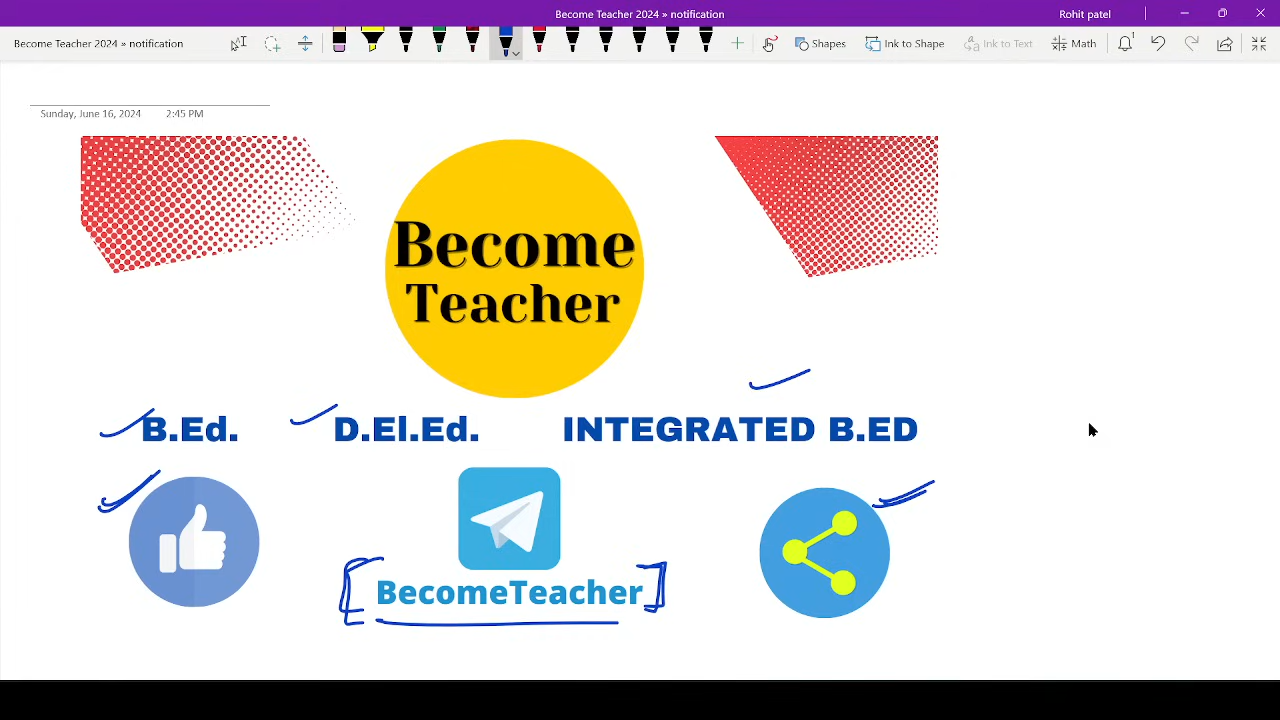 Become Teacher 2024 » notification
Rohit patel
Become Teacher 2024 » notification
Shapes
Ink to Shape
Ink to Text
Math
Sunday, June 16, 2024 2:45 PM
Become
Teacher
B.Ed. D.El.Ed. INTEGRATED B.ED
BecomeTeacher